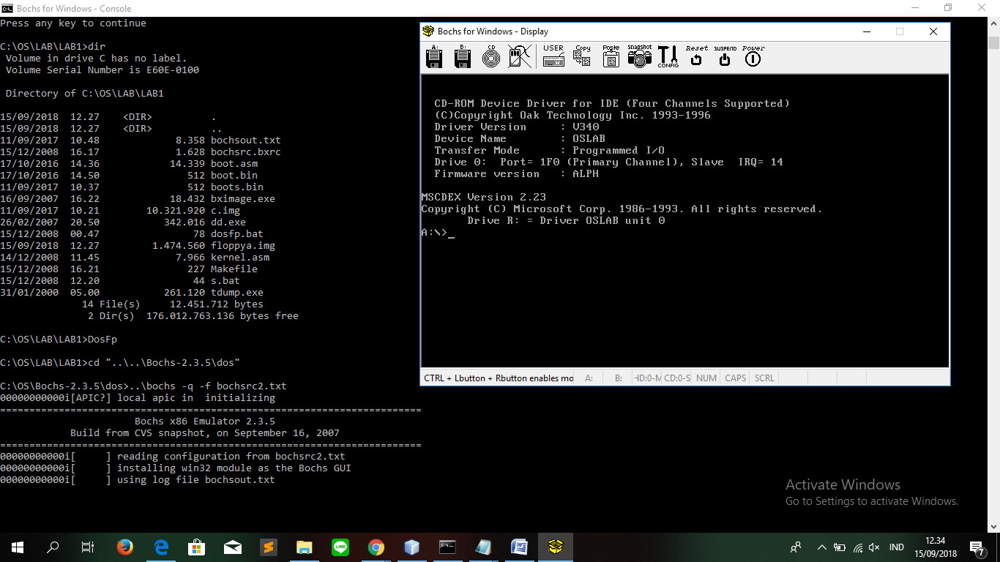 Bochs for Windows - Console
Press any key to continue
C:\OS\LAB\LAB1>dir
 Volume in drive C has no label.
 Volume Serial Number is E60E-0100
 Directory of C:\OS\LAB\LAB1
15/09/2018  12.27    <DIR>          .
15/09/2018  12.27    <DIR>          ..
11/09/2017  10.48             8.358 bochsout.txt
15/12/2008  16.17             1.628 bochsrc.bxrc
17/10/2016  14.36            14.339 boot.asm
17/10/2016  14.50               512 boot.bin
11/09/2017  10.37               512 boots.bin
16/09/2007  16.22            18.432 bximage.exe
11/09/2017  10.21        10.321.920 c.img
26/02/2007  20.50           342.016 dd.exe
15/12/2008  00.47                78 dosfp.bat
15/09/2018  12.27         1.474.560 floppya.img
14/12/2008  11.45             7.966 kernel.asm
15/12/2008  16.21               227 Makefile
15/12/2008  12.20                44 s.bat
31/01/2000  05.00           261.120 tdump.exe
              14 File(s)     12.451.712 bytes
               2 Dir(s)  176.012.763.136 bytes free
C:\OS\LAB\LAB1>DosFp
C:\OS\LAB\LAB1>cd "..\..\Bochs-2.3.5\dos"
C:\OS\Bochs-2.3.5\dos>..\bochs -q -f bochsrc2.txt
00000000000i[APIC?] local apic in  initializing
========================================================================
                       Bochs x86 Emulator 2.3.5
            Build from CVS snapshot, on September 16, 2007
========================================================================
00000000000i[     ] reading configuration from bochsrc2.txt
00000000000i[     ] installing win32 module as the Bochs GUI
00000000000i[     ] using log file bochsout.txt
Bochs for Windows - Display
A: B: CD USER Copy Paste Snapshot CONFIG Reset SUSPEND Power
CD-ROM Device Driver for IDE (Four Channels Supported)
(C)Copyright Oak Technology Inc. 1993-1996
Driver Version     : V340
Device Name        : OSLAB
Transfer Mode      : Programmed I/O
Drive 0:  Port= 1F0 (Primary Channel), Slave  IRQ= 14
Firmware version   : ALPH
MSCDEX Version 2.23
Copyright (C) Microsoft Corp. 1986-1993. All rights reserved.
       Drive R: = Driver OSLAB unit 0
A:\>_
CTRL + Lbutton + Rbutton enables mo A: B: HD:0-M CD:0-S NUM CAPS SCRL
Activate Windows
Go to Settings to activate Windows.
LINE
IND
12.34
15/09/2018
7